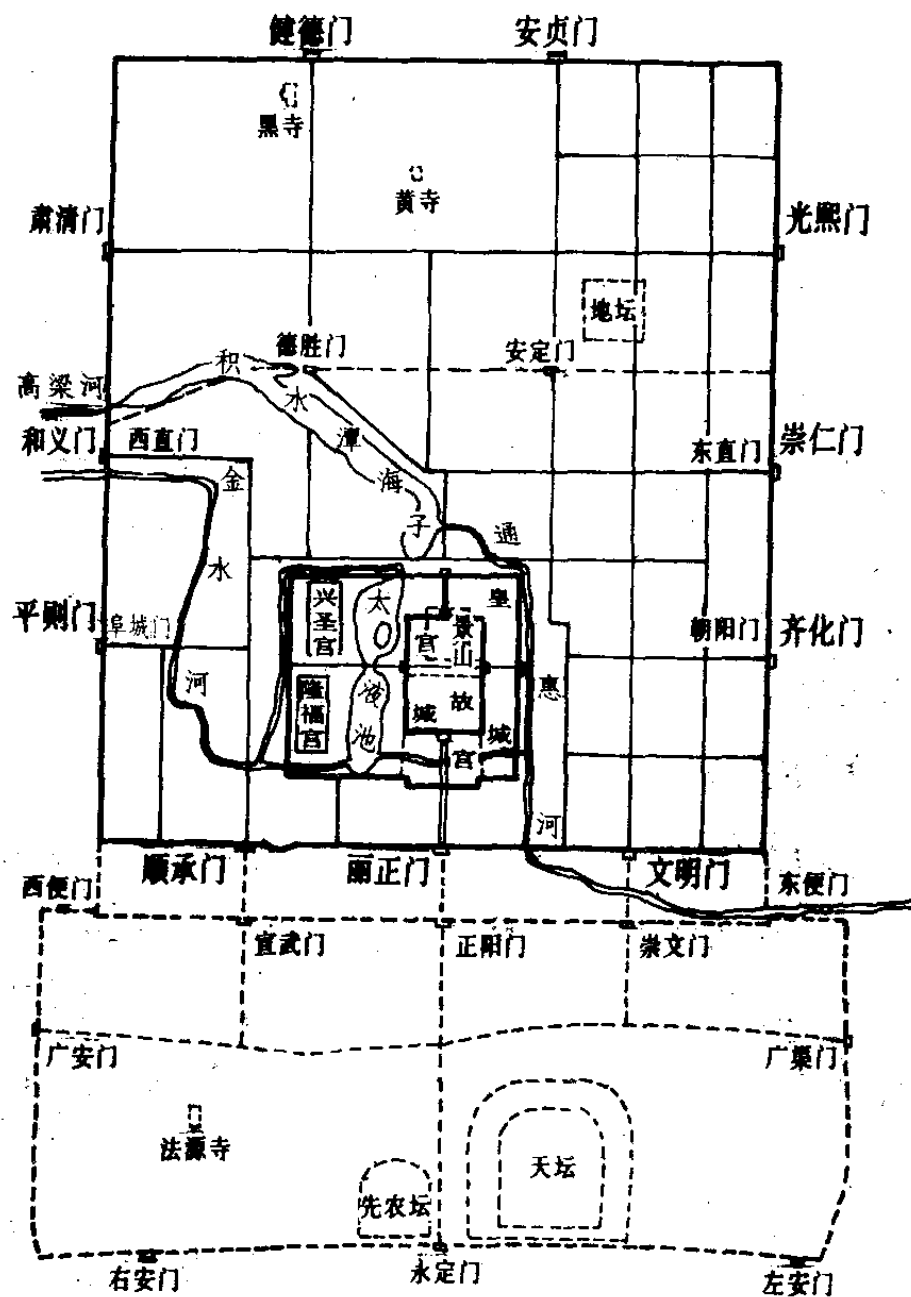 健德门
安贞门
黑寺
黄寺
肃清门
光熙门
地坛
德胜门
安定门
积
水
潭
海
子
高梁河
和义门
西直门
东直门
崇仁门
金
水
河
通
惠
河
兴圣宫
太
液
池
皇
城
宫
城
景山
故
宫
平则门
阜城门
朝阳门
齐化门
隆福宫
顺承门
丽正门
文明门
西便门
东便门
宣武门
正阳门
崇文门
广安门
广渠门
法源寺
天坛
先农坛
右安门
永定门
左安门